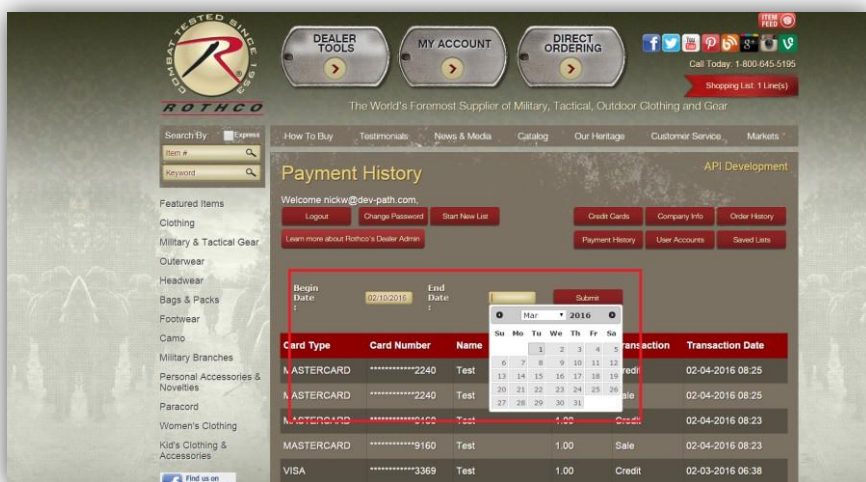 COMBAT TESTED SINCE 1953
R
ROTHCO
DEALER
TOOLS
MY ACCOUNT
DIRECT
ORDERING
ITEM
FEED
Call Today: 1-800-645-5195
Shopping List: 1 Line(s)
The World's Foremost Supplier of Military, Tactical, Outdoor Clothing and Gear
Search By Express
Item #
Keyword
How To Buy Testimonials News & Media Catalog Our Heritage Customer Service Markets
Payment History
API Development
Welcome nickw@dev-path.com,
Logout Change Password Start New List Credit Cards Company Info Order History
Learn more about Rothco's Dealer Admin Payment History User Accounts Saved Lists
Featured Items
Clothing
Military & Tactical Gear
Outerwear
Headwear
Bags & Packs
Footwear
Camo
Military Branches
Personal Accessories &
Novelties
Paracord
Women's Clothing
Kid's Clothing &
Accessories
Find us on
Begin
Date
:
02/10/2016
End
Date
:
Submit
Mar 2016
Su Mo Tu We Th Fr Sa
1 2 3 4 5
6 7 8 9 10 11 12
13 14 15 16 17 18 19
20 21 22 23 24 25 26
27 28 29 30 31
Card Type Card Number Name Transaction Date
MASTERCARD ************2240 Test 02-04-2016 08:25
MASTERCARD ************2240 Test 02-04-2016 08:25
MASTERCARD ************9160 Test 1.00 Credit 02-04-2016 08:23
MASTERCARD ************9160 Test 1.00 Sale 02-04-2016 08:23
VISA ************3369 Test 1.00 Credit 02-03-2016 06:38